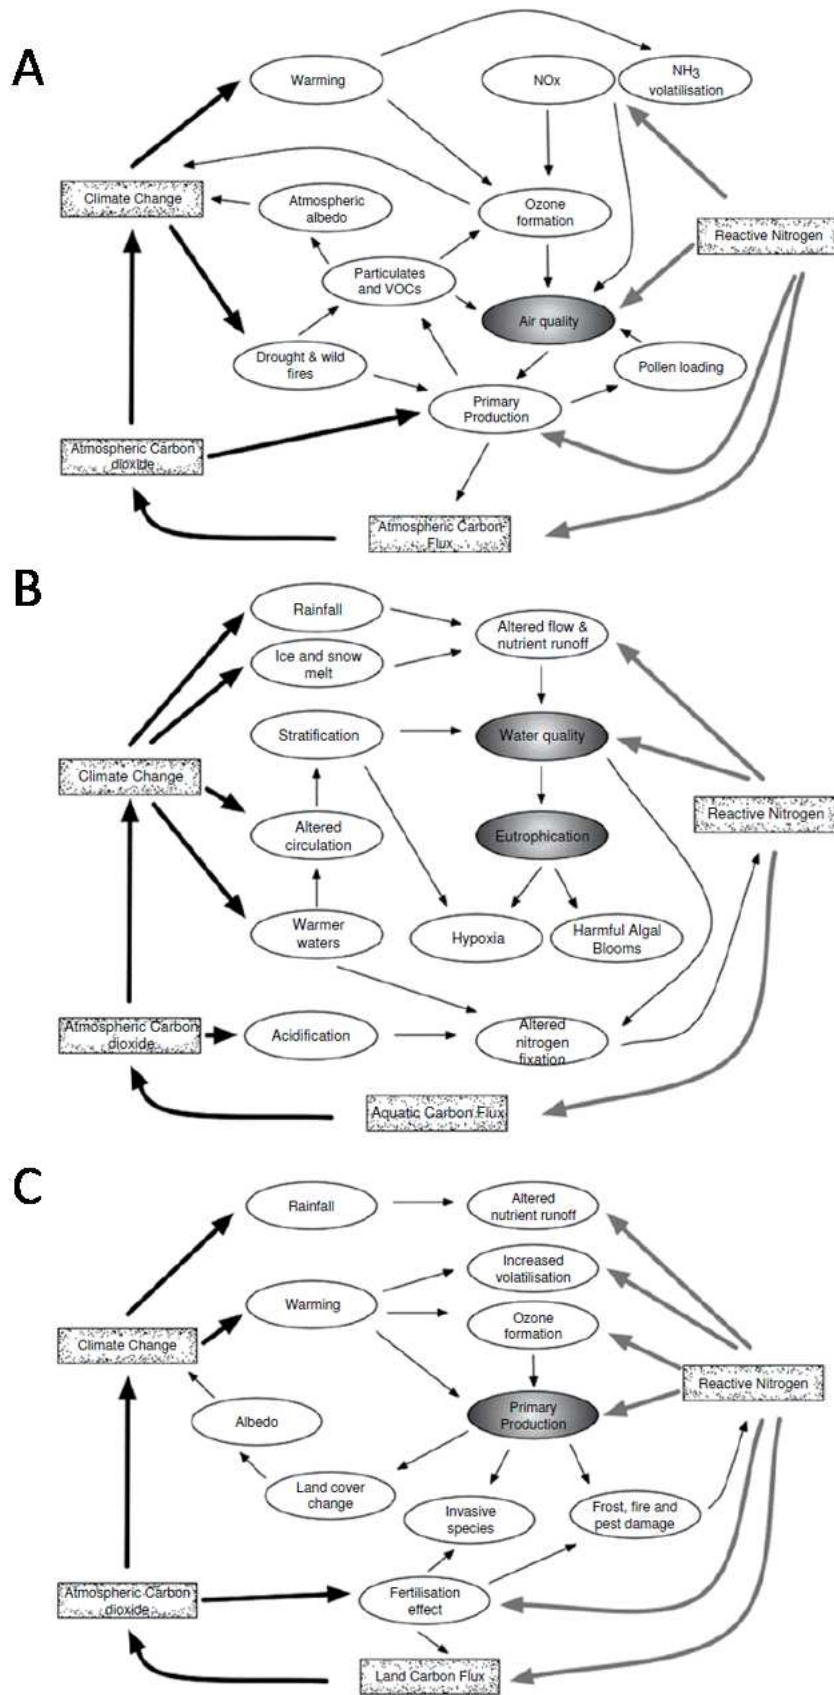 A
Warming
NOx
NH3
volatilisation
Climate Change
Atmospheric
albedo
Ozone
formation
Reactive Nitrogen
Particulates
and VOCs
Air quality
Drought & wild
fires
Pollen loading
Primary
Production
Atmospheric Carbon
dioxide
Atmospheric Carbon
Flux
B
Rainfall
Altered flow &
nutrient runoff
Ice and snow
melt
Stratification
Water quality
Climate Change
Reactive Nitrogen
Altered
circulation
Eutrophication
Warmer
waters
Hypoxia
Harmful Algal
Blooms
Atmospheric Carbon
dioxide
Acidification
Altered
nitrogen
fixation
Aquatic Carbon Flux
C
Rainfall
Altered
nutrient runoff
Increased
volatilisation
Warming
Ozone
formation
Climate Change
Reactive Nitrogen
Albedo
Primary
Production
Land cover
change
Invasive
species
Frost, fire and
pest damage
Atmospheric Carbon
dioxide
Fertilisation
effect
Land Carbon Flux